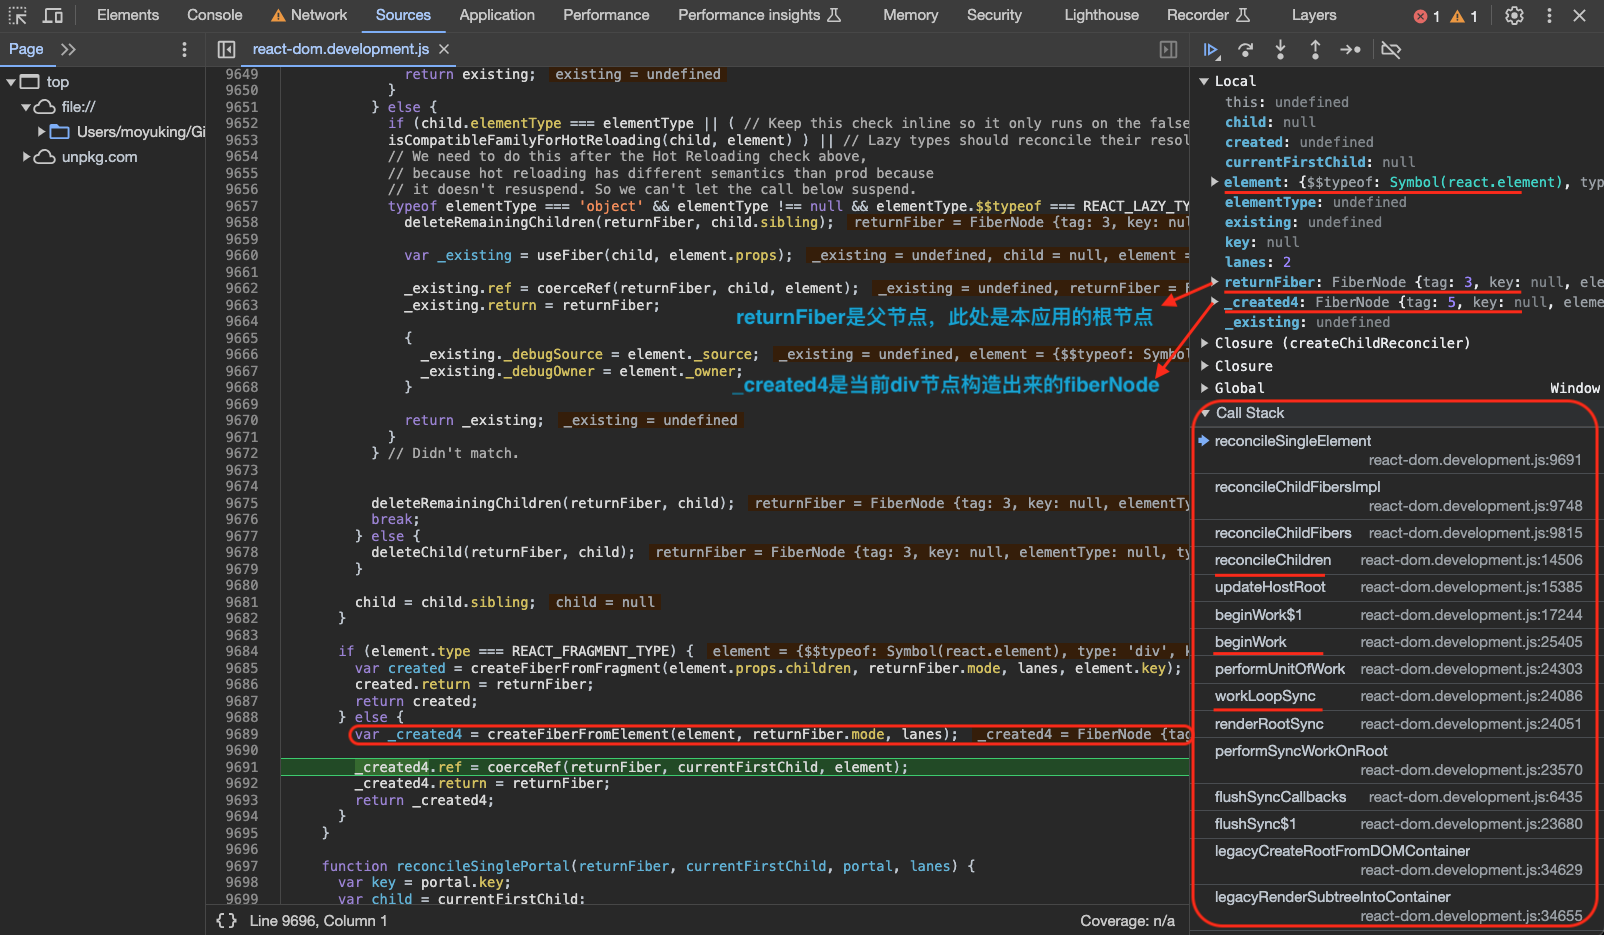 Elements Console Network Sources Application Performance Performance insights Memory Security Lighthouse Recorder Layers 1 1
Page
react-dom.development.js
top
file://
Users/moyuking/Gi
unpkg.com
9649 return existing; existing = undefined
9650 }
9651 } else {
9652 if (child.elementType === elementType || ( // Keep this check inline so it only runs on the false
9653 isCompatibleFamilyForHotReloading(child, element) ) || // Lazy types should reconcile their resol
9654 // We need to do this after the Hot Reloading check above,
9655 // because hot reloading has different semantics than prod because
9656 // it doesn't resuspend. So we can't let the call below suspend.
9657 typeof elementType === 'object' && elementType !== null && elementType.$$typeof === REACT_LAZY_TY
9658 deleteRemainingChildren(returnFiber, child.sibling); returnFiber = FiberNode {tag: 3, key: nul
9659
9660 var _existing = useFiber(child, element.props); _existing = undefined, child = null, element =
9661
9662 _existing.ref = coerceRef(returnFiber, child, element); _existing = undefined, returnFiber = F
9663 _existing.return = returnFiber;
9664
returnFiber是父节点，此处是本应用的根节点
9665 {
9666 _existing._debugSource = element._source; _existing = undefined, element = {$$typeof: Symbol
9667 _existing._debugOwner = element._owner;
9668 }
_created4是当前div节点构造出来的fiberNode
9669
9670 return _existing; _existing = undefined
9671 }
9672 } // Didn't match.
9673
9674
9675 deleteRemainingChildren(returnFiber, child); returnFiber = FiberNode {tag: 3, key: null, elementTy
9676 break;
9677 } else {
9678 deleteChild(returnFiber, child); returnFiber = FiberNode {tag: 3, key: null, elementType: null, ty
9679 }
9680
9681 child = child.sibling; child = null
9682 }
9683
9684 if (element.type === REACT_FRAGMENT_TYPE) { element = {$$typeof: Symbol(react.element), type: 'div', k
9685 var created = createFiberFromFragment(element.props.children, returnFiber.mode, lanes, element.key);
9686 created.return = returnFiber;
9687 return created;
9688 } else {
9689 var _created4 = createFiberFromElement(element, returnFiber.mode, lanes); _created4 = FiberNode {tag
9690
9691 _created4.ref = coerceRef(returnFiber, currentFirstChild, element);
9692 _created4.return = returnFiber;
9693 return _created4;
9694 }
9695 }
9696
9697 function reconcileSinglePortal(returnFiber, currentFirstChild, portal, lanes) {
9698 var key = portal.key;
9699 var child = currentFirstChild;
{} Line 9696, Column 1 Coverage: n/a
Local
this: undefined
child: null
created: undefined
currentFirstChild: null
element: {$$typeof: Symbol(react.element), typ
elementType: undefined
existing: undefined
key: null
lanes: 2
returnFiber: FiberNode {tag: 3, key: null, ele
_created4: FiberNode {tag: 5, key: null, eleme
_existing: undefined
Closure (createChildReconciler)
Closure
Global Window
Call Stack
reconcileSingleElement
react-dom.development.js:9691
reconcileChildFibersImpl
react-dom.development.js:9748
reconcileChildFibers react-dom.development.js:9815
reconcileChildren react-dom.development.js:14506
updateHostRoot react-dom.development.js:15385
beginWork$1 react-dom.development.js:17244
beginWork react-dom.development.js:25405
performUnitOfWork react-dom.development.js:24303
workLoopSync react-dom.development.js:24086
renderRootSync react-dom.development.js:24051
performSyncWorkOnRoot
react-dom.development.js:23570
flushSyncCallbacks react-dom.development.js:6435
flushSync$1 react-dom.development.js:23680
legacyCreateRootFromDOMContainer
react-dom.development.js:34629
legacyRenderSubtreeIntoContainer
react-dom.development.js:34655